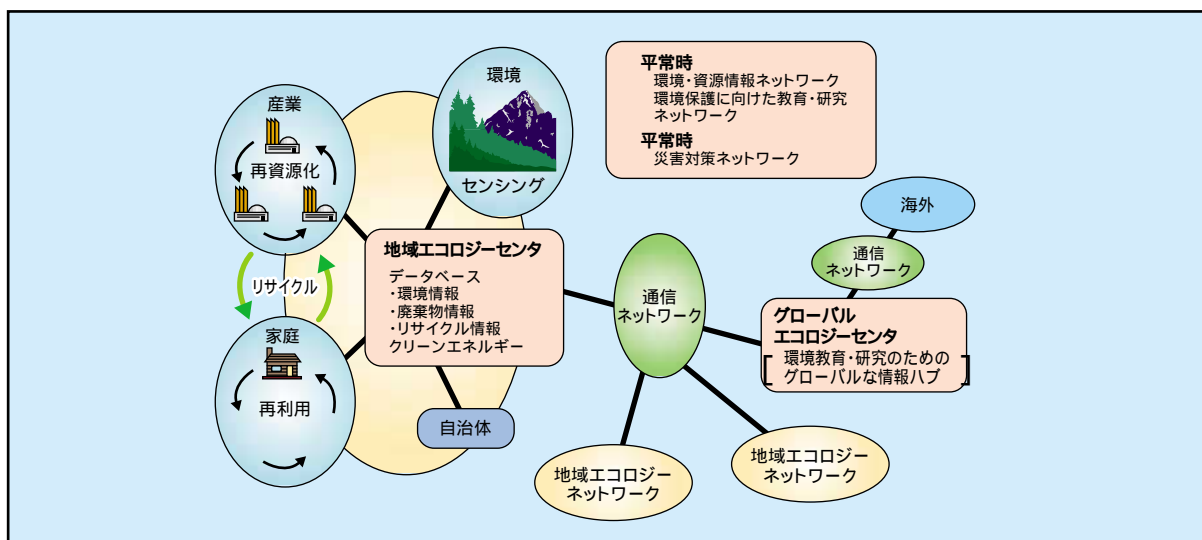 産業
再資源化
リサイクル
家庭
再利用
環境
センシング
地域エコロジーセンタ
データベース
・環境情報
・廃棄物情報
・リサイクル情報
クリーンエネルギー
自治体
平常時
環境・資源情報ネットワーク
環境保護に向けた教育・研究
ネットワーク
平常時
災害対策ネットワーク
海外
通信
ネットワーク
通信
ネットワーク
グローバル
エコロジーセンタ
[環境教育・研究のための
グローバルな情報ハブ]
地域エコロジー
ネットワーク
地域エコロジー
ネットワーク